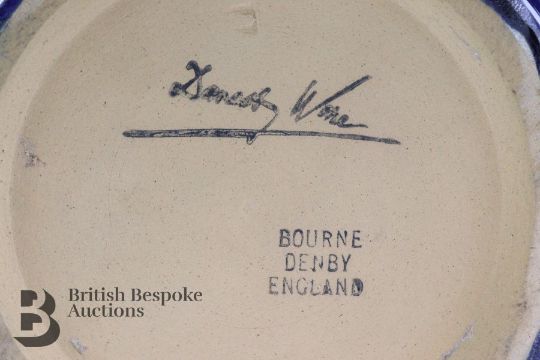 Danesby Ware
BOURNE
DENBY
ENGLAND
B
British Bespoke
Auctions